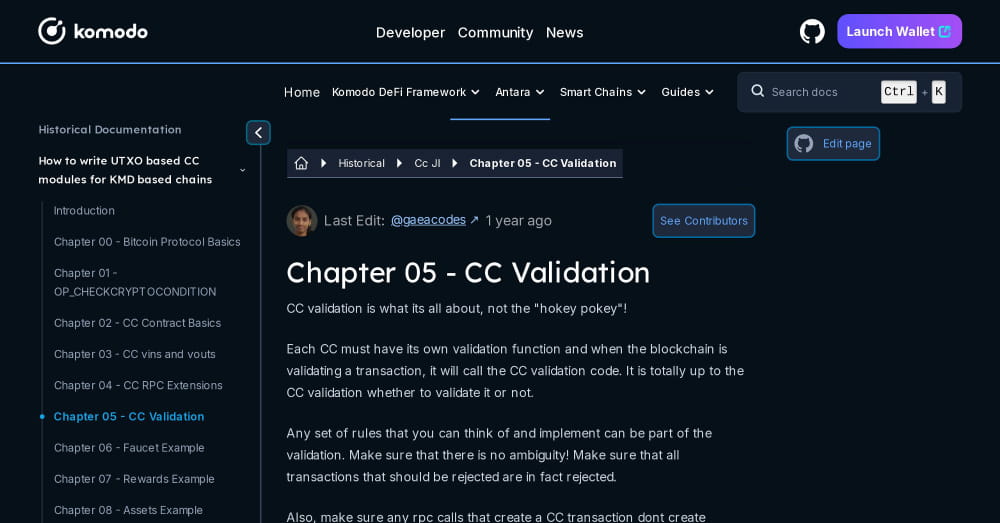 komodo
Developer Community News
Launch Wallet
Home Komodo DeFi Framework Antara Smart Chains Guides
Search docs Ctrl + K
Historical Documentation
How to write UTXO based CC
modules for KMD based chains
Introduction
Chapter 00 - Bitcoin Protocol Basics
Chapter 01 -
OP_CHECKCRYPTOCONDITION
Chapter 02 - CC Contract Basics
Chapter 03 - CC vins and vouts
Chapter 04 - CC RPC Extensions
Chapter 05 - CC Validation
Chapter 06 - Faucet Example
Chapter 07 - Rewards Example
Chapter 08 - Assets Example
Edit page
Historical Cc Jl Chapter 05 - CC Validation
Last Edit: @gaeacodes ↗ 1 year ago
See Contributors
Chapter 05 - CC Validation
CC validation is what its all about, not the "hokey pokey"!
Each CC must have its own validation function and when the blockchain is
validating a transaction, it will call the CC validation code. It is totally up to the
CC validation whether to validate it or not.
Any set of rules that you can think of and implement can be part of the
validation. Make sure that there is no ambiguity! Make sure that all
transactions that should be rejected are in fact rejected.
Also, make sure any rpc calls that create a CC transaction dont create